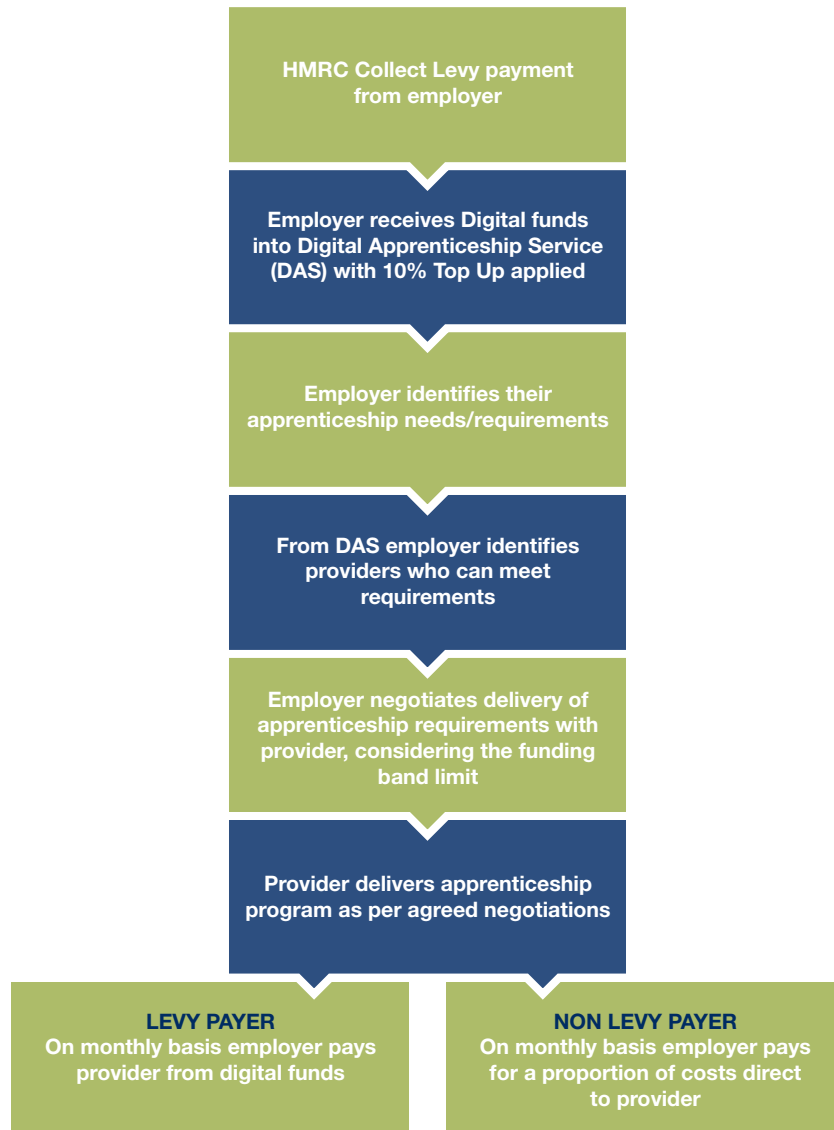 HMRC Collect Levy payment
from employer
Employer receives Digital funds
into Digital Apprenticeship Service
(DAS) with 10% Top Up applied
Employer identifies their
apprenticeship needs/requirements
From DAS employer identifies
providers who can meet
requirements
Employer negotiates delivery of
apprenticeship requirements with
provider, considering the funding
band limit
Provider delivers apprenticeship
program as per agreed negotiations
LEVY PAYER
On monthly basis employer pays
provider from digital funds
NON LEVY PAYER
On monthly basis employer pays
for a proportion of costs direct
to provider